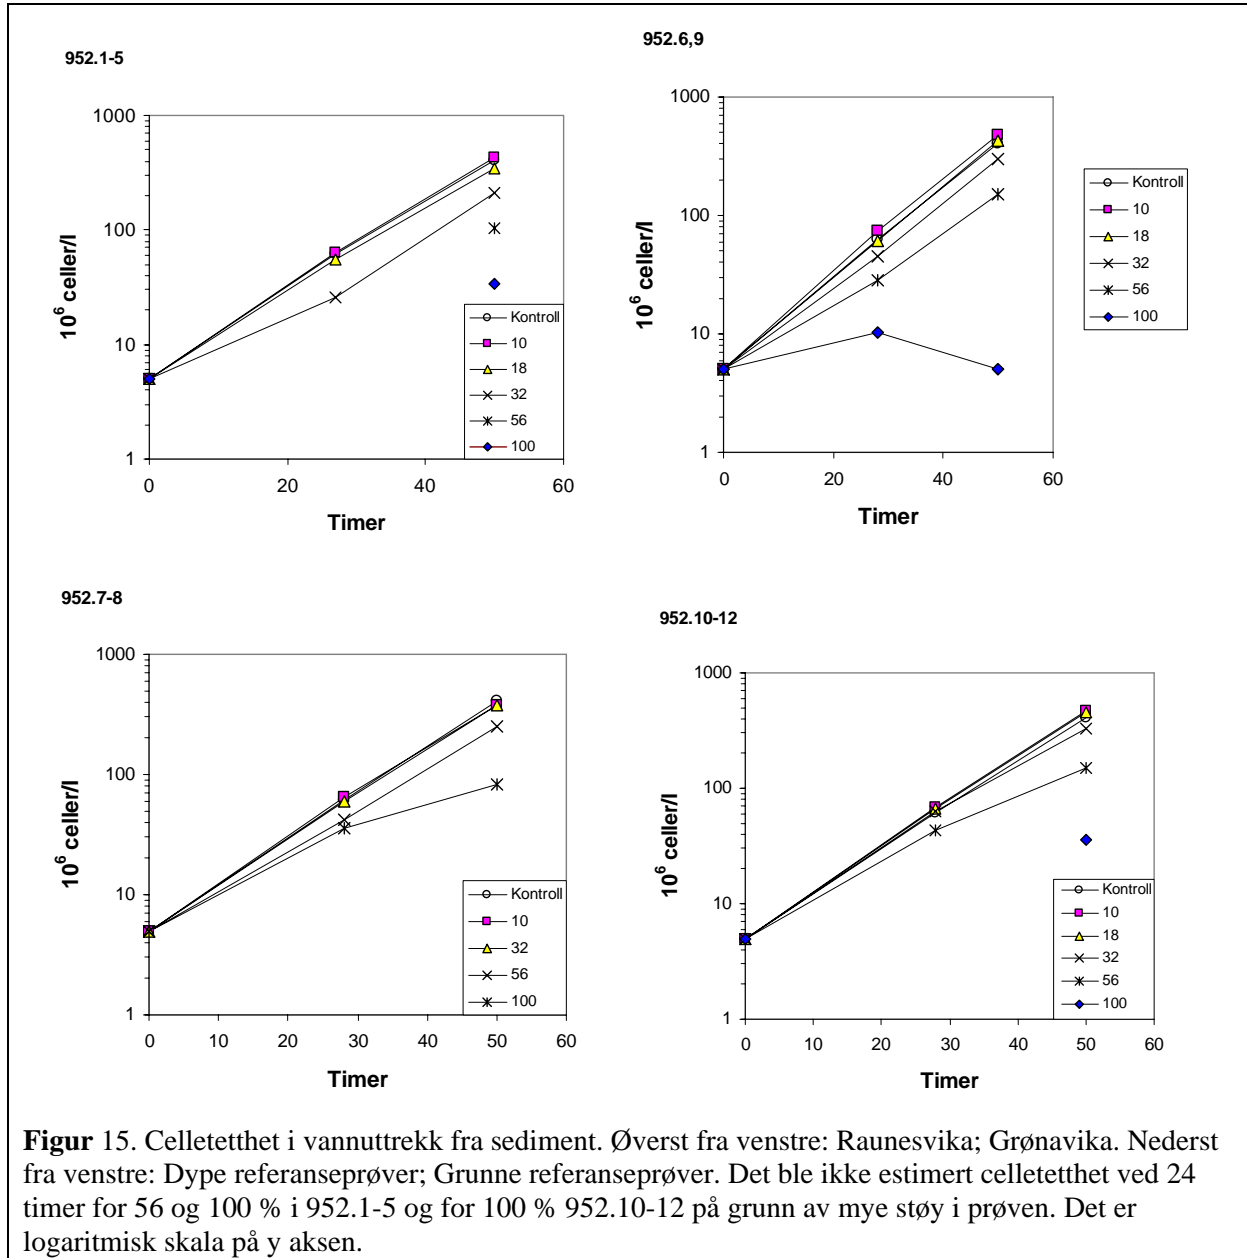 952.1-5
1000
100
10
1
10⁶ celler/l
0 20 40 60
Timer
Kontroll
10
18
32
56
100
952.6,9
1000
100
10
1
10⁶ celler/l
0 20 40 60
Timer
Kontroll
10
18
32
56
100
952.7-8
1000
100
10
1
10⁶ celler/l
0 10 20 30 40 50 60
Timer
Kontroll
10
32
56
100
952.10-12
1000
100
10
1
10⁶ celler/l
0 10 20 30 40 50 60
Timer
Kontroll
10
18
32
56
100
Figur 15. Celletetthet i vannuttrekk fra sediment. Øverst fra venstre: Raunesvika; Grønavika. Nederst
fra venstre: Dype referanseprøver; Grunne referanseprøver. Det ble ikke estimert celletetthet ved 24
timer for 56 og 100 % i 952.1-5 og for 100 % 952.10-12 på grunn av mye støy i prøven. Det er
logaritmisk skala på y aksen.